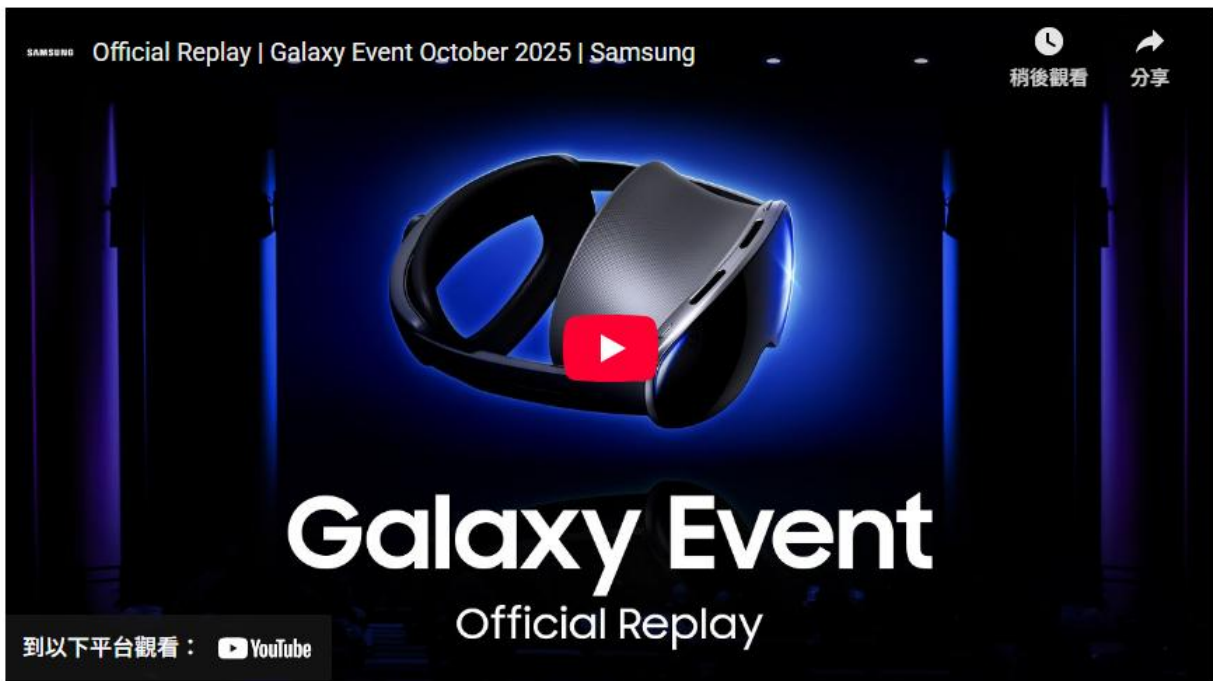 SAMSUNG
Official Replay | Galaxy Event October 2025 | Samsung
稍後觀看
分享
Galaxy Event
Official Replay
到以下平台觀看：
YouTube